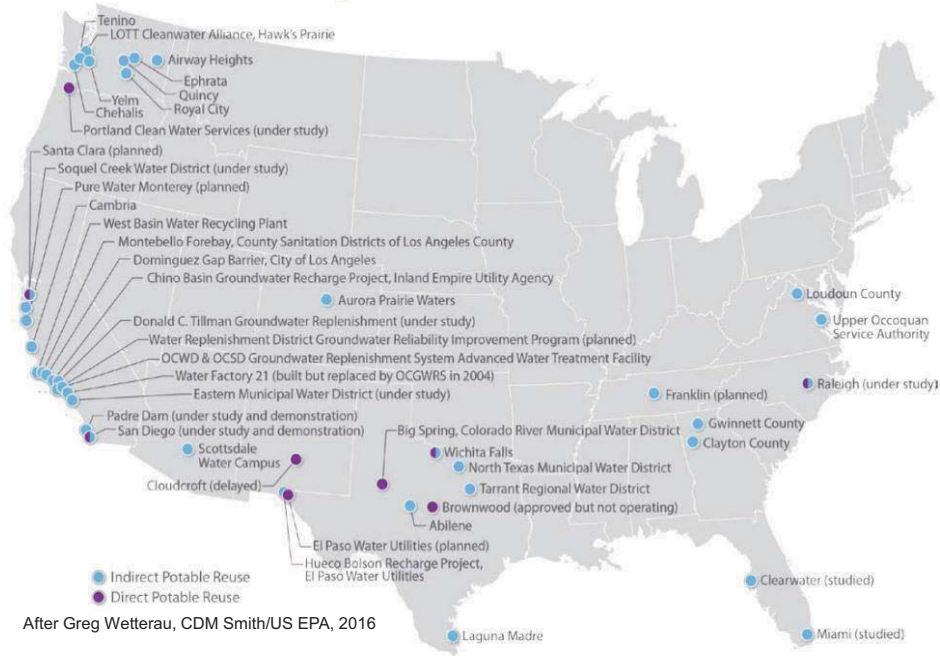 Tenino
LOTT Cleanwater Alliance, Hawk's Prairie
Airway Heights
Ephrata
Quincy
Royal City
Yelm
Chehalis
Portland Clean Water Services (under study)
Santa Clara (planned)
Soquel Creek Water District (under study)
Pure Water Monterey (planned)
Cambria
West Basin Water Recycling Plant
Montebello Forebay, County Sanitation Districts of Los Angeles County
Dominguez Gap Barrier, City of Los Angeles
Chino Basin Groundwater Recharge Project, Inland Empire Utility Agency
Aurora Prairie Waters
Loudoun County
Donald C. Tillman Groundwater Replenishment (under study)
Upper Occoquan
Service Authority
Water Replenishment District Groundwater Reliability Improvement Program (planned)
OCWD & OCSD Groundwater Replenishment System Advanced Water Treatment Facility
Water Factory 21 (built but replaced by OCGWRS in 2004)
Raleigh (under study)
Eastern Municipal Water District (under study)
Franklin (planned)
Padre Dam (under study and demonstration)
Gwinnett County
San Diego (under study and demonstration)
Big Spring, Colorado River Municipal Water District
Clayton County
Scottsdale
Water Campus
Wichita Falls
North Texas Municipal Water District
Cloudcroft (delayed)
Tarrant Regional Water District
Brownwood (approved but not operating)
Abilene
El Paso Water Utilities (planned)
Hueco Bolson Recharge Project,
El Paso Water Utilities
Indirect Potable Reuse
Clearwater (studied)
Direct Potable Reuse
After Greg Wetterau, CDM Smith/US EPA, 2016
Laguna Madre
Miami (studied)